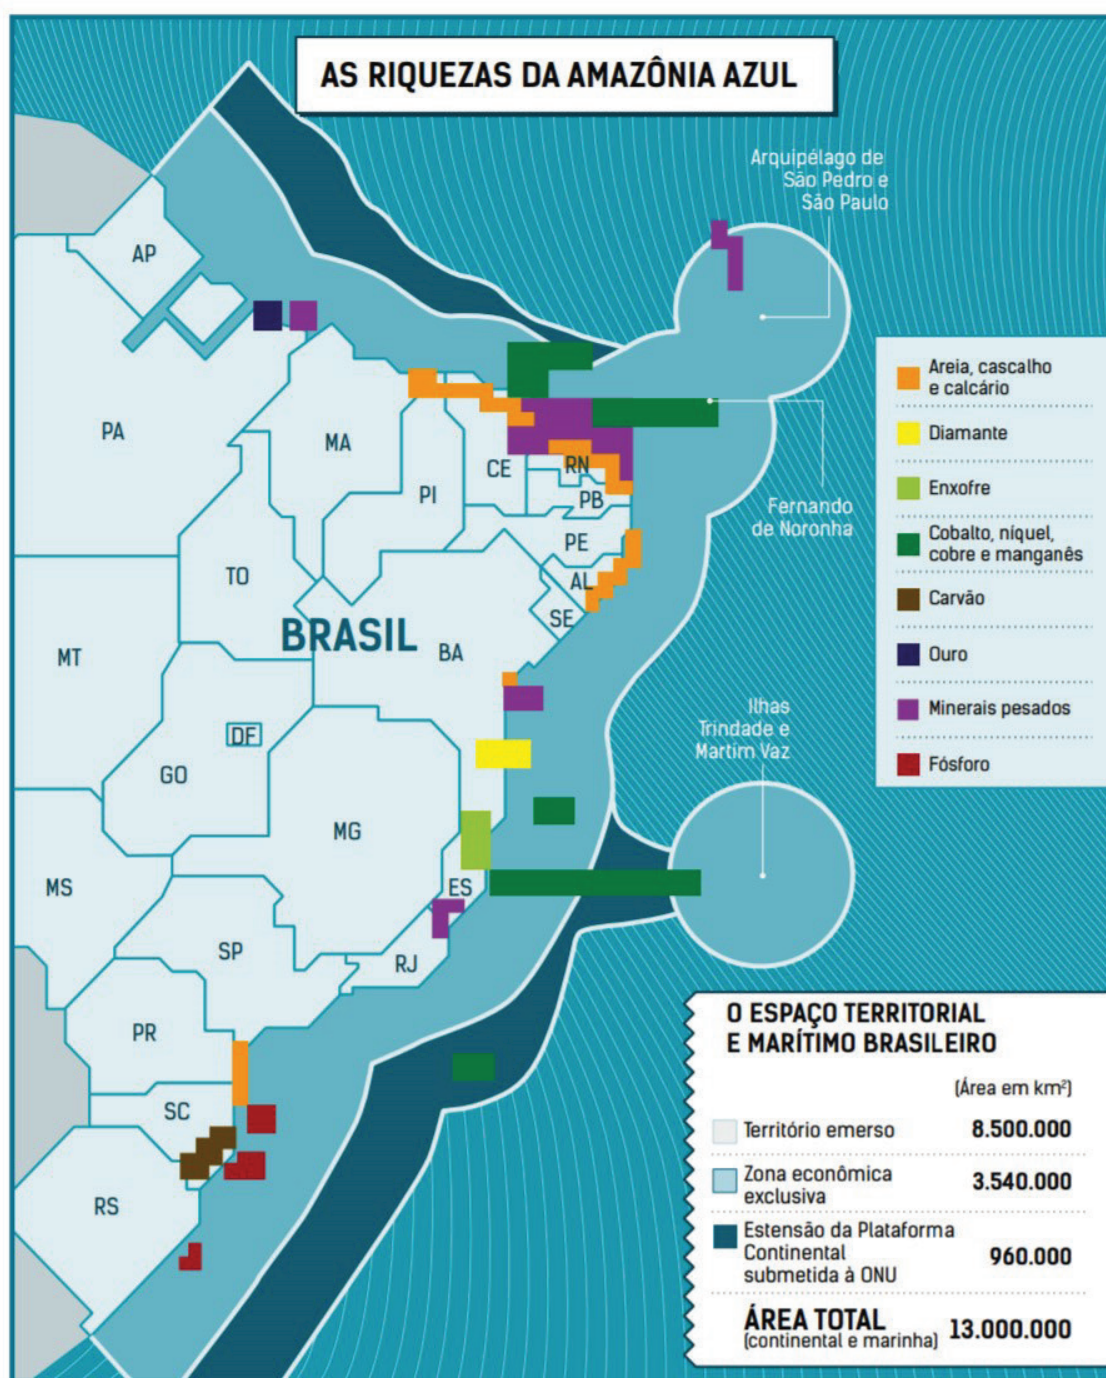 AS RIQUEZAS DA AMAZÔNIA AZUL
Arquipélago de
São Pedro e
São Paulo
AP
PA
MA
PI
CE
RN
PB
PE
AL
SE
TO
BRASIL
BA
MT
DF
GO
MG
ES
MS
SP
RJ
PR
SC
RS
Fernando
de Noronha
Ilhas
Trindade e
Martim Vaz
Areia, cascalho
e calcário
Diamante
Enxofre
Cobalto, níquel,
cobre e manganês
Carvão
Ouro
Minerais pesados
Fósforo
O ESPAÇO TERRITORIAL
E MARÍTIMO BRASILEIRO
(Área em km²)
Território emerso 8.500.000
Zona econômica
exclusiva 3.540.000
Estensão da Plataforma
Continental
submetida à ONU 960.000
ÁREA TOTAL
(continental e marinha) 13.000.000